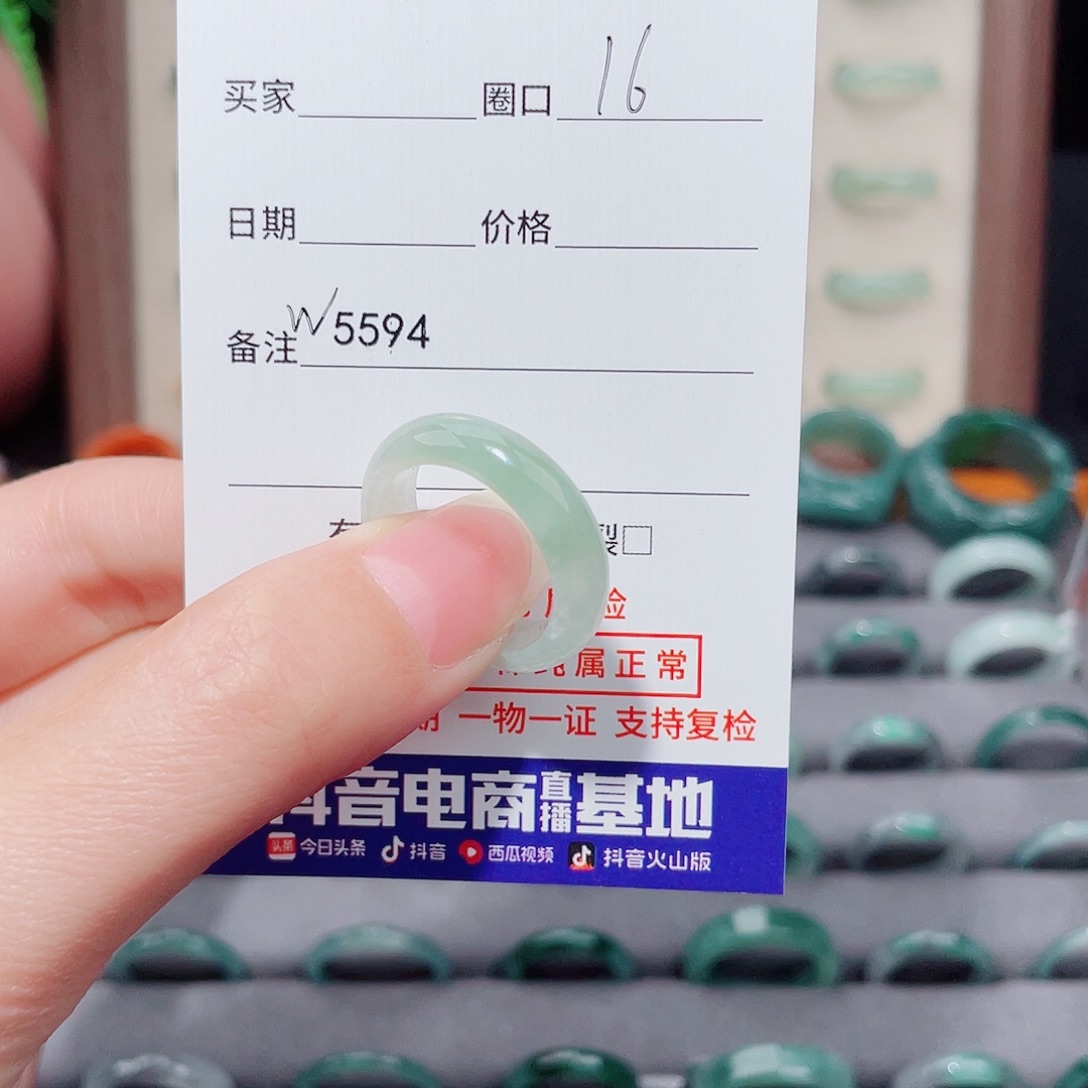 买家 圈口 16
日期 价格
备注 W5594
裂□
验
属正常
一物一证 支持复检
抖音电商直播基地
今日头条 抖音 西瓜视频 抖音火山版